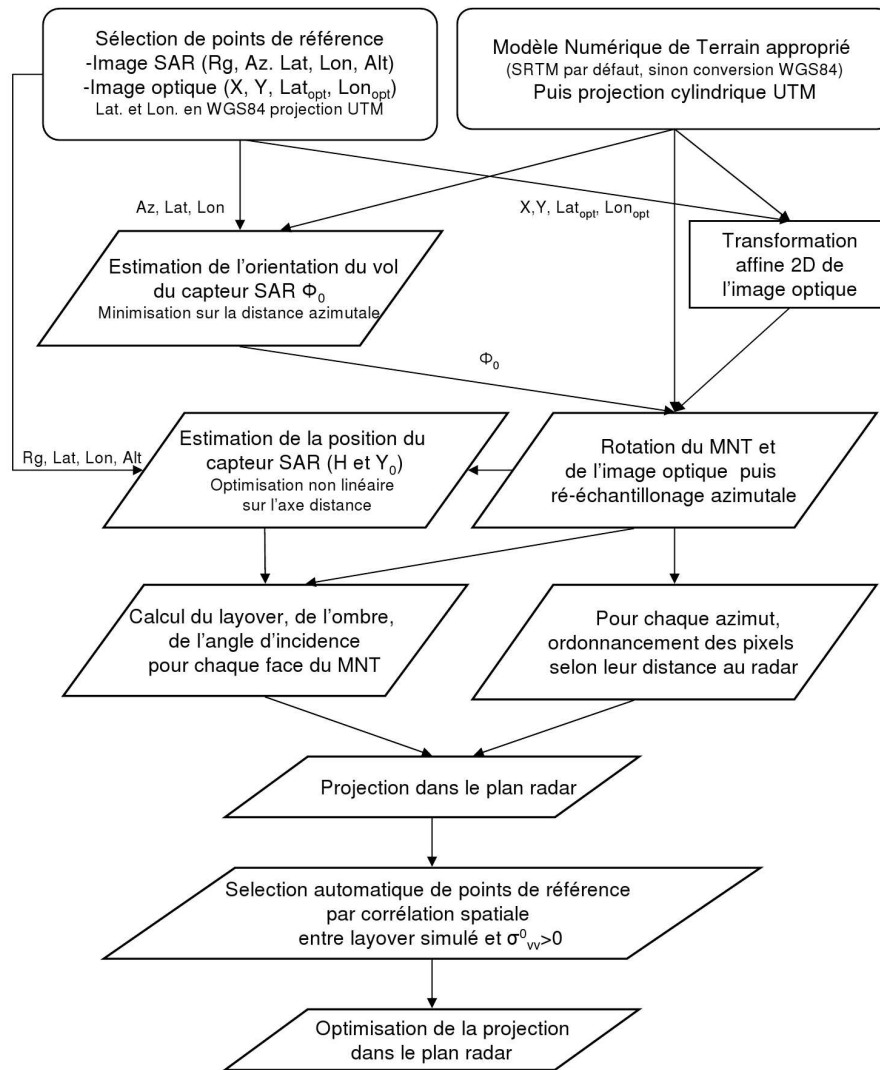 Sélection de points de référence
-Image SAR (Rg, Az. Lat, Lon, Alt)
-Image optique (X, Y, Latopt, Lonopt)
Lat. et Lon. en WGS84 projection UTM
Modèle Numérique de Terrain approprié
(SRTM par défaut, sinon conversion WGS84)
Puis projection cylindrique UTM
Az, Lat, Lon
X,Y, Latopt, Lonopt
Estimation de l'orientation du vol
du capteur SAR Φ0
Minimisation sur la distance azimutale
Transformation
affine 2D de
l'image optique
Φ0
Rg, Lat, Lon, Alt
Estimation de la position du
capteur SAR (H et Y0)
Optimisation non linéaire
sur l'axe distance
Rotation du MNT et
de l'image optique puis
ré-échantillonage azimutale
Calcul du layover, de l'ombre,
de l'angle d'incidence
pour chaque face du MNT
Pour chaque azimut,
ordonnancement des pixels
selon leur distance au radar
Projection dans le plan radar
Selection automatique de points de référence
par corrélation spatiale
entre layover simulé et σ0vv>0
Optimisation de la projection
dans le plan radar